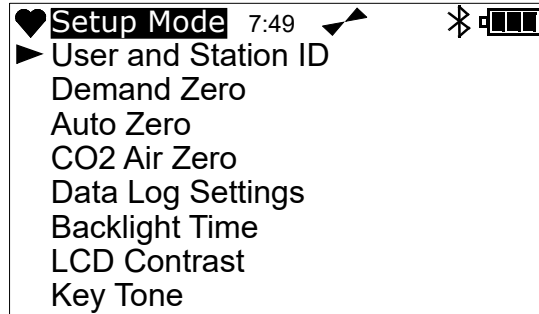 Setup Mode 7:49
User and Station ID
Demand Zero
Auto Zero
CO2 Air Zero
Data Log Settings
Backlight Time
LCD Contrast
Key Tone